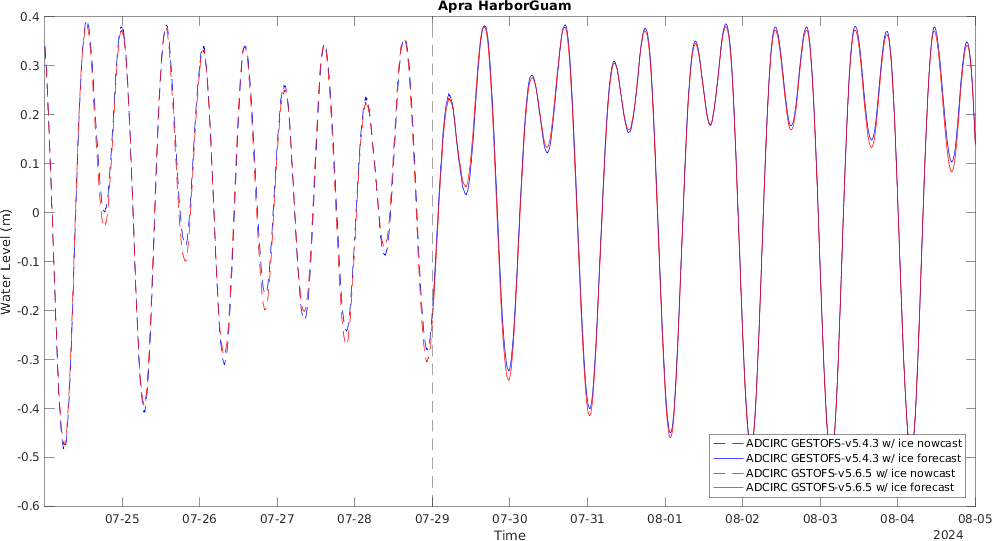 Apra HarborGuam
0.4
0.3
0.2
0.1
0
-0.1
-0.2
-0.3
-0.4
-0.5
-0.6
Water Level (m)
ADCIRC GESTOFS-v5.4.3 w/ ice nowcast
ADCIRC GESTOFS-v5.4.3 w/ ice forecast
ADCIRC GSTOFS-v5.6.5 w/ ice nowcast
ADCIRC GSTOFS-v5.6.5 w/ ice forecast
07-25 07-26 07-27 07-28 07-29 07-30 07-31 08-01 08-02 08-03 08-04 08-05
Time
2024